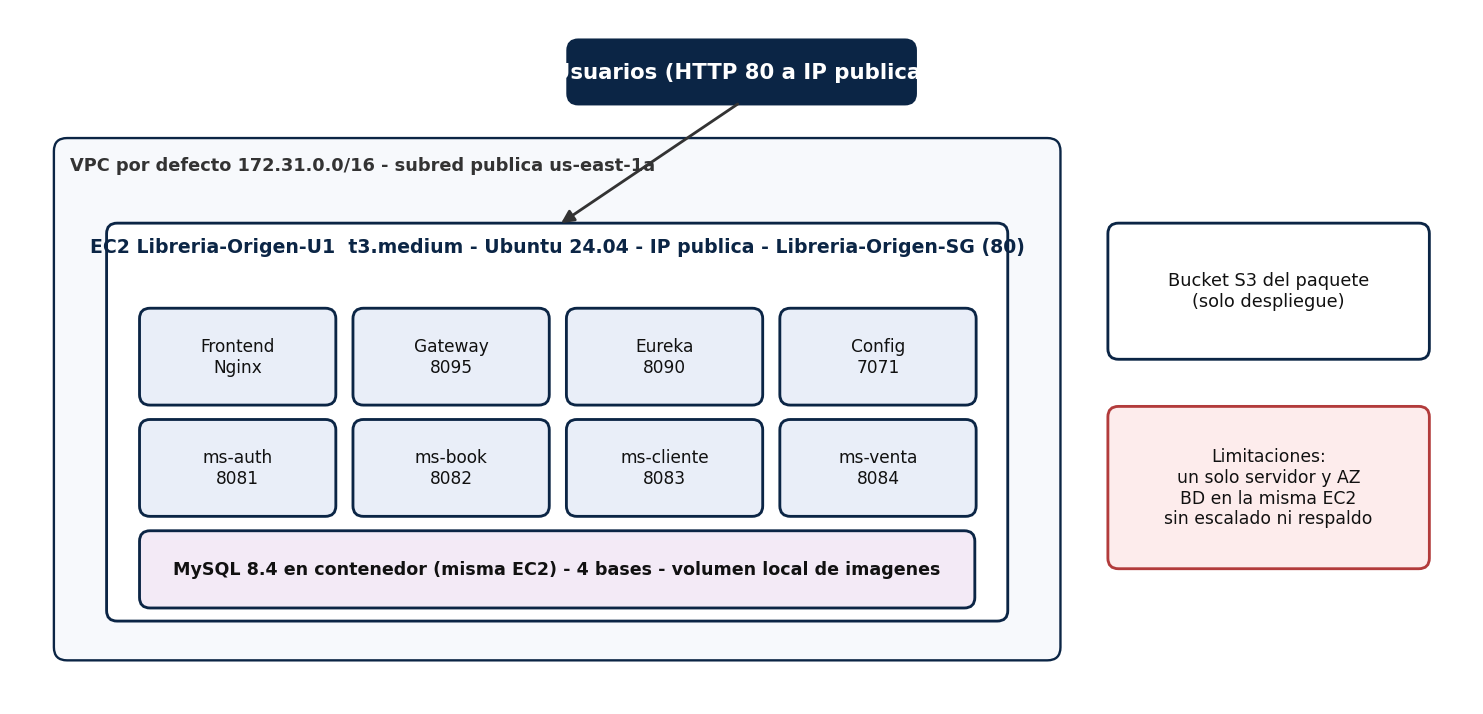 Usuarios (HTTP 80 a IP publica
VPC por defecto 172.31.0.0/16 - subred publica us-east-1a
EC2 Libreria-Origen-U1  t3.medium - Ubuntu 24.04 - IP publica - Libreria-Origen-SG (80)
Frontend
Nginx
Gateway
8095
Eureka
8090
Config
7071
ms-auth
8081
ms-book
8082
ms-cliente
8083
ms-venta
8084
MySQL 8.4 en contenedor (misma EC2) - 4 bases - volumen local de imagenes
Bucket S3 del paquete
(solo despliegue)
Limitaciones:
un solo servidor y AZ
BD en la misma EC2
sin escalado ni respaldo